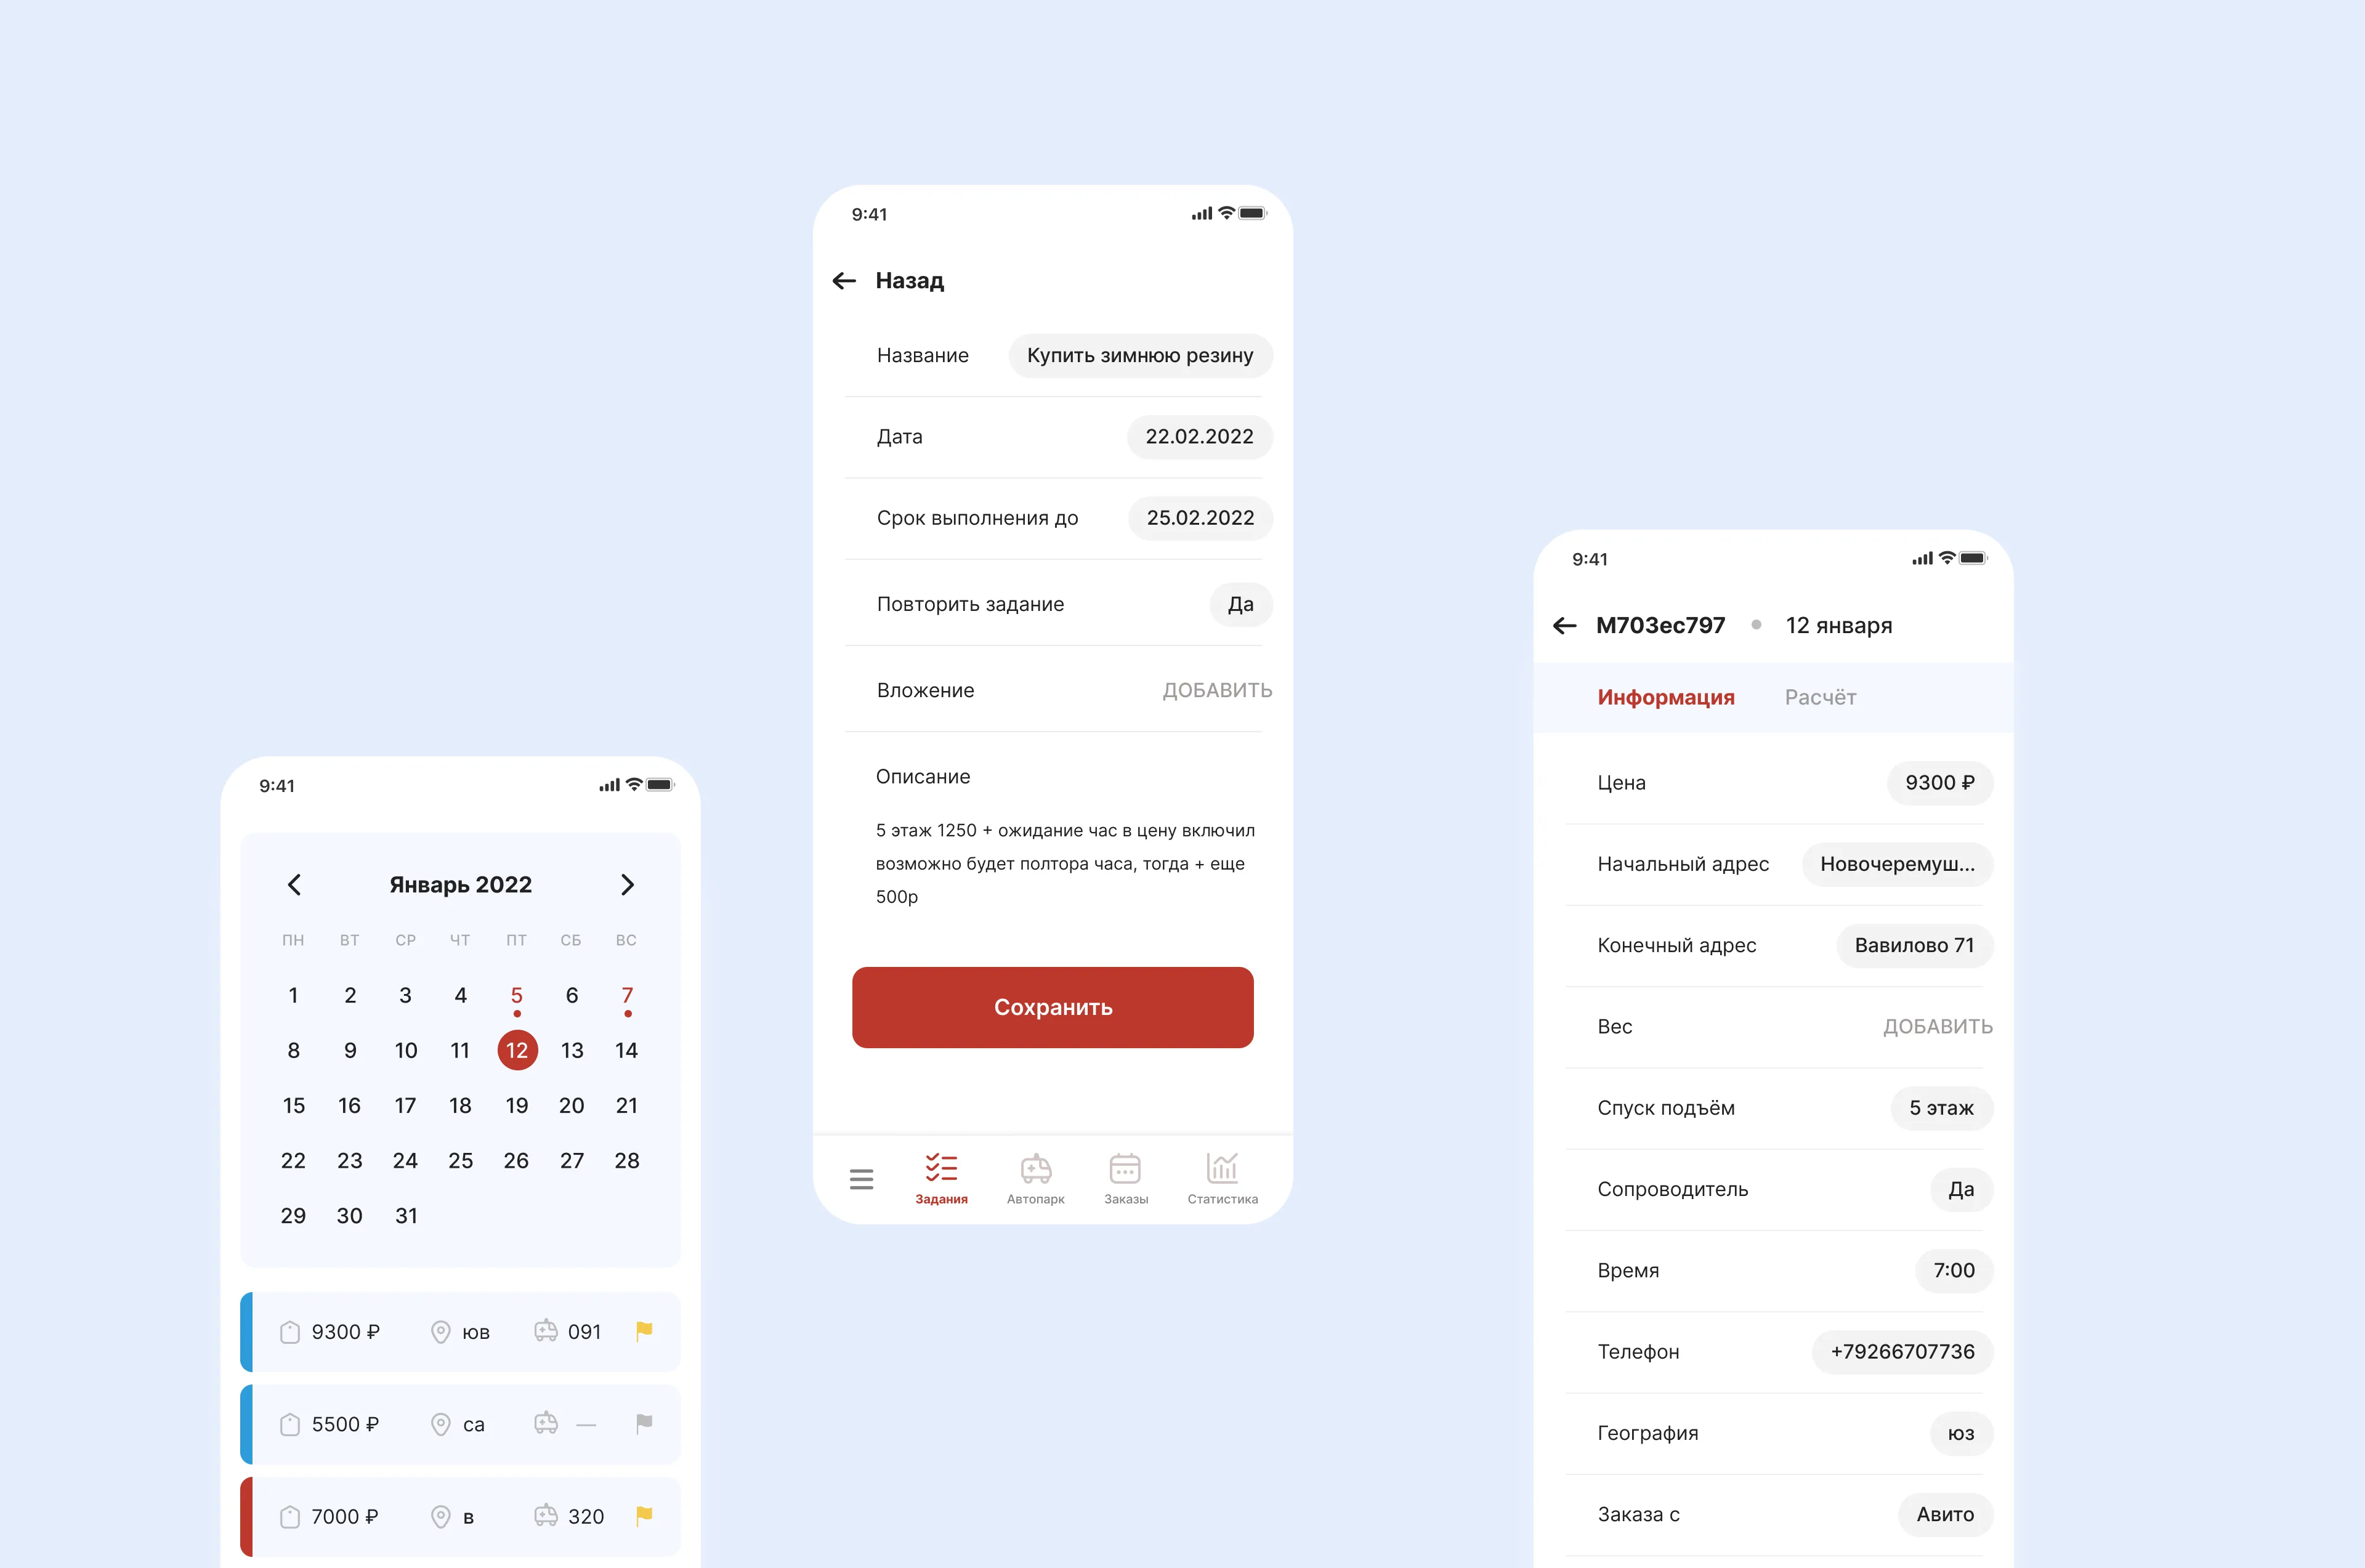 9:41
Январь 2022
ПН ВТ СР ЧТ ПТ СБ ВС
1 2 3 4 5 6 7
8 9 10 11 12 13 14
15 16 17 18 19 20 21
22 23 24 25 26 27 28
29 30 31
9300 ₽ юв 091
5500 ₽ са —
7000 ₽ в 320
9:41
Назад
Название Купить зимнюю резину
Дата 22.02.2022
Срок выполнения до 25.02.2022
Повторить задание Да
Вложение ДОБАВИТЬ
Описание
5 этаж 1250 + ожидание час в цену включил
возможно будет полтора часа, тогда + еще
500р
Сохранить
Задания Автопарк Заказы Статистика
9:41
М703ес797 • 12 января
Информация Расчёт
Цена 9300 ₽
Начальный адрес Новочеремуш...
Конечный адрес Вавилово 71
Вес ДОБАВИТЬ
Спуск подъём 5 этаж
Сопроводитель Да
Время 7:00
Телефон +79266707736
География юз
Заказа с Авито